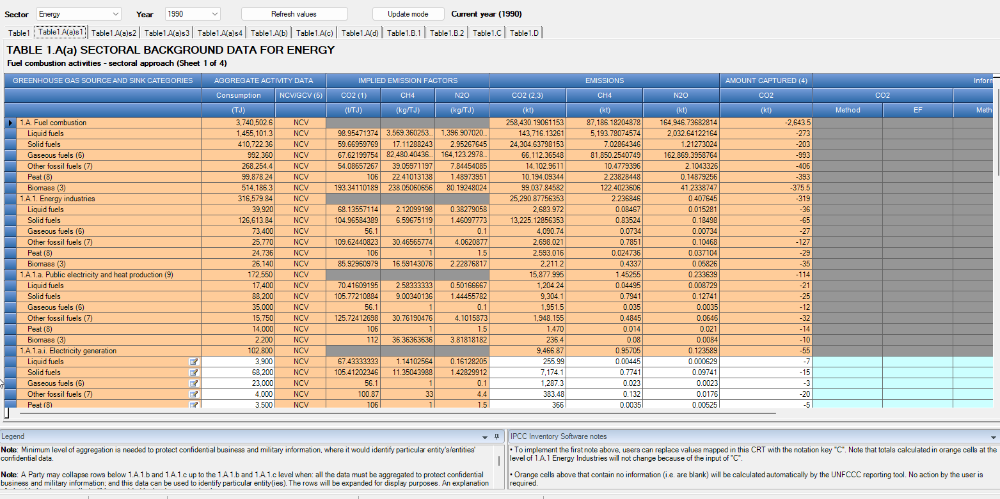 Sector Energy Year 1990 Refresh values Update mode Current year (1990)
Table1 Table1.A(a)s1 Table1.A(a)s2 Table1.A(a)s3 Table1.A(a)s4 Table1.A(b) Table1.A(c) Table1.A(d) Table1.B.1 Table1.B.2 Table1.C Table1.D
TABLE 1.A(a) SECTORAL BACKGROUND DATA FOR ENERGY
Fuel combustion activities - sectoral approach (Sheet 1 of 4)
GREENHOUSE GAS SOURCE AND SINK CATEGORIES AGGREGATE ACTIVITY DATA IMPLIED EMISSION FACTORS EMISSIONS AMOUNT CAPTURED (4) Inform
Consumption NCV/GCV (5) CO2 (1) CH4 N2O CO2 (2,3) CH4 N2O CO2 CO2
(TJ) (t/TJ) (kg/TJ) (kg/TJ) (kt) (kt) (kt) (kt) Method EF Meth
1.A. Fuel combustion 3,740,502.6 NCV 258,430.19061153 87,186.18204878 164,946.73682814 -2,643.5
Liquid fuels 1,455,101.3 NCV 98.95471374 3,569.360253... 1,396.907020... 143,716.13261 5,193.78074574 2,032.64122164 -273
Solid fuels 410,722.36 NCV 59.66959769 17.11288243 2.95267645 24,304.63798153 7.02864346 1.21273024 -203
Gaseous fuels (6) 992,360 NCV 67.62199754 82,480.40436... 164,123.2978... 66,112.36548 81,850.2540749 162,869.3958764 -993
Other fossil fuels (7) 268,254.4 NCV 54.08657267 39.05971197 7.84454085 14,102.9611 10.4779396 2.1043326 -406
Peat (8) 99,878.24 NCV 106 22.41013138 1.48973951 10,194.09344 2.23828448 0.14879256 -393
Biomass (3) 514,186.3 NCV 193.34110189 238.05060656 80.19248024 99,037.84582 122.4023606 41.2338747 -375.5
1.A.1. Energy industries 316,579.84 NCV 25,290.87756353 2.236846 0.407645 -319
Liquid fuels 39,920 NCV 68.13557114 2.12099198 0.38279058 2,683.972 0.08467 0.015281 -36
Solid fuels 126,613.84 NCV 104.96584389 6.59675119 1.46097773 13,225.12856353 0.83524 0.18498 -65
Gaseous fuels (6) 73,400 NCV 56.1 1 0.1 4,090.74 0.0734 0.00734 -27
Other fossil fuels (7) 25,770 NCV 109.62440823 30.46565774 4.0620877 2,698.021 0.7851 0.10468 -127
Peat (8) 24,736 NCV 106 1 1.5 2,593.016 0.024736 0.037104 -29
Biomass (3) 26,140 NCV 85.92960979 16.59143076 2.22876817 2,211.2 0.4337 0.05826 -35
1.A.1.a. Public electricity and heat production (9) 172,550 NCV 15,877.995 1.45255 0.233639 -114
Liquid fuels 17,400 NCV 70.41609195 2.58333333 0.50166667 1,204.24 0.04495 0.008729 -21
Solid fuels 88,200 NCV 105.77210884 9.00340136 1.44455782 9,304.1 0.7941 0.12741 -25
Gaseous fuels (6) 35,000 NCV 56.1 1 0.1 1,951.5 0.035 0.0035 -12
Other fossil fuels (7) 15,750 NCV 125.72412698 30.76190476 4.1015873 1,948.155 0.4845 0.0646 -32
Peat (8) 14,000 NCV 106 1 1.5 1,470 0.014 0.021 -14
Biomass (3) 2,200 NCV 112 36.36363636 3.81818182 236.4 0.08 0.0084 -10
1.A.1.a.i. Electricity generation 102,800 NCV 9,466.87 0.95705 0.123589 -55
Liquid fuels 3,900 NCV 67.43333333 1.14102564 0.16128205 255.99 0.00445 0.000629 -7
Solid fuels 68,200 NCV 105.41202346 11.35043988 1.42829912 7,174.1 0.7741 0.09741 -15
Gaseous fuels (6) 23,000 NCV 56.1 1 0.1 1,287.3 0.023 0.0023 -3
Other fossil fuels (7) 4,000 NCV 100.87 33 4.4 383.48 0.132 0.0176 -20
Peat (8) 3,500 NCV 106 1 1.5 366 0.0035 0.00525 -5
Legend
Note: Minimum level of aggregation is needed to protect confidential business and military information, where it would identify particular entity's/entities'
confidential data.
Note: A Party may collapse rows below 1.A.1.b and 1.A.1.c up to the 1.A.1.b and 1.A.1.c level when: all the data must be aggregated to protect confidential
business and military information; and this data can be used to identify particular entity(ies). The rows will be expanded for display purposes. An explanation
IPCC Inventory Software notes
• To implement the first note above, users can replace values mapped in this CRT with the notation key "C". Note that totals calculated in orange cells at the
level of 1.A.1 Energy Industries will not change because of the input of "C".
• Orange cells above that contain no information (i.e. are blank) will be calculated automatically by the UNFCCC reporting tool. No action by the user is
required.